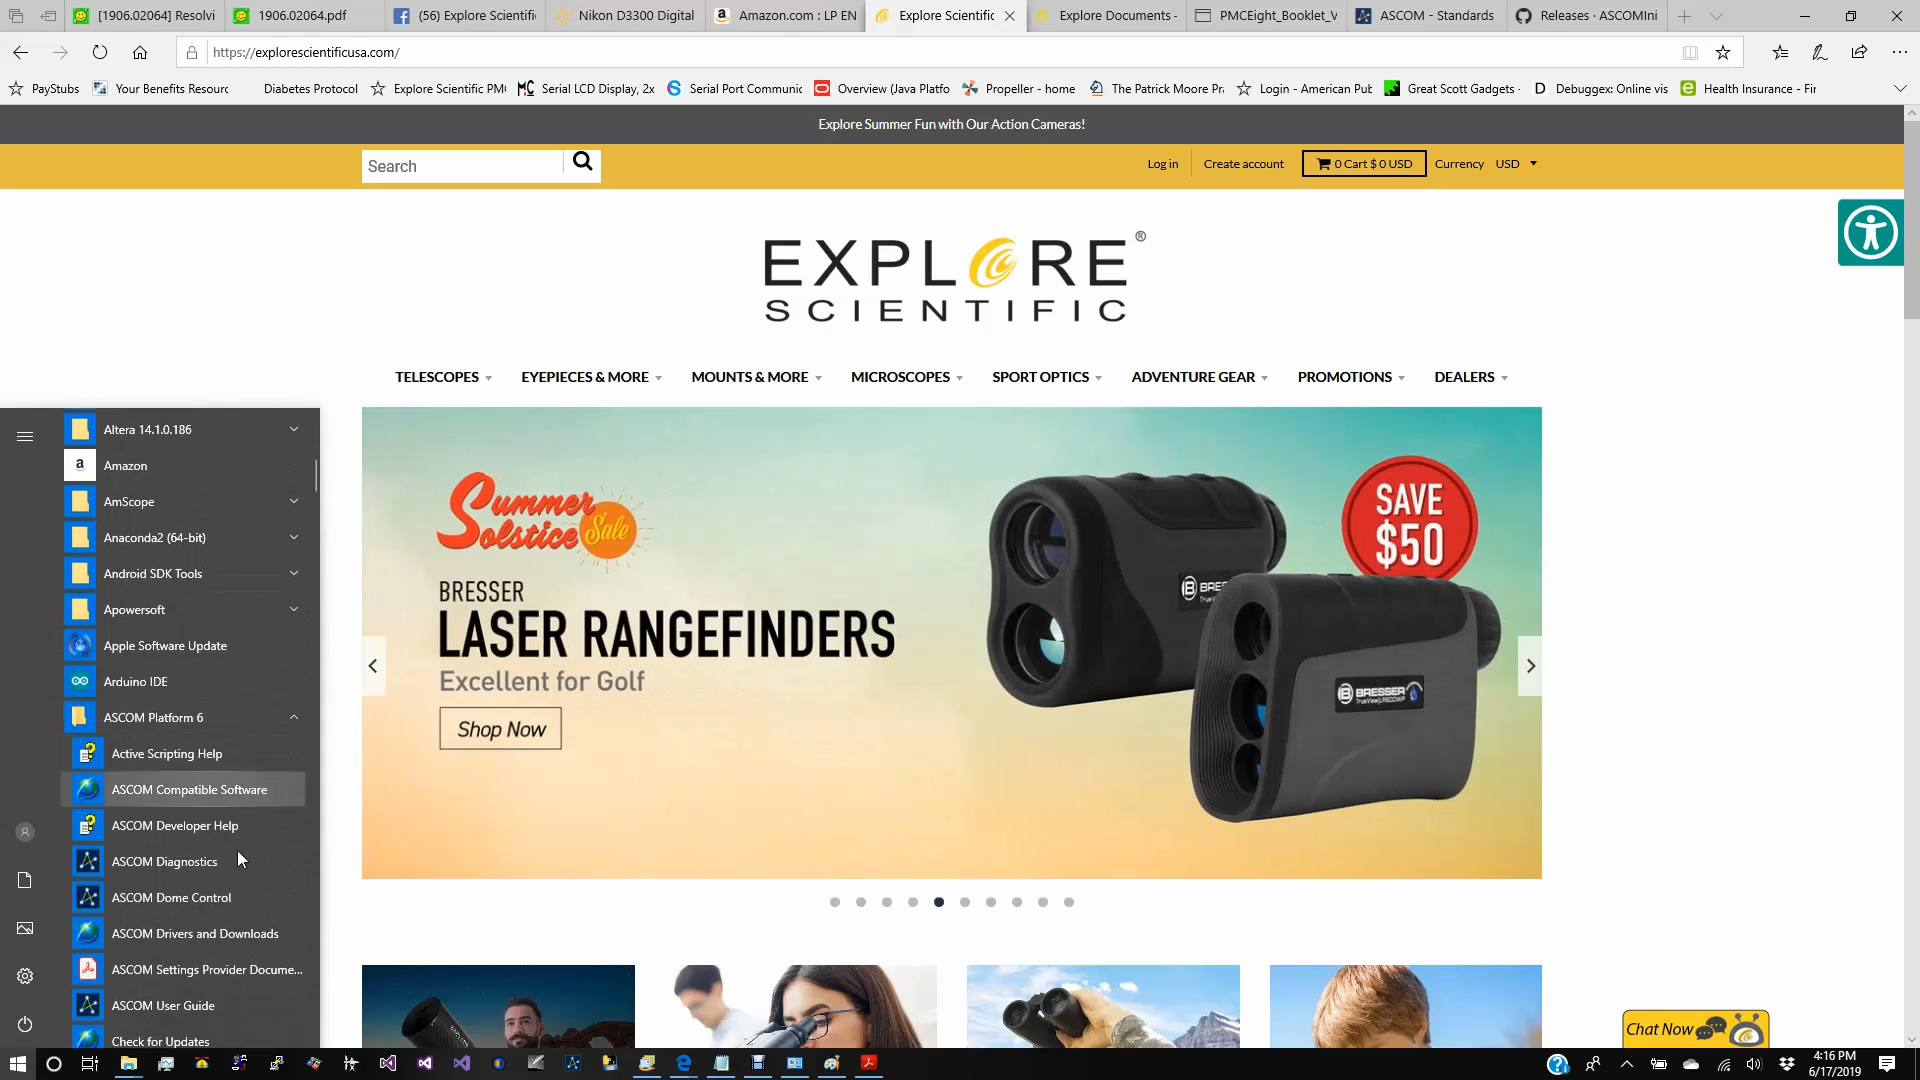 [1906.02064] Resolvi
1906.02064.pdf
(56) Explore Scientific
Nikon D3300 Digital
Amazon.com : LP EN
Explore Scientific
Explore Documents -
PMCEight_Booklet_V
ASCOM - Standards
Releases · ASCOMIni
https://explorescientificusa.com/
PayStubs
Your Benefits Resourc
Diabetes Protocol
Explore Scientific PMC
Serial LCD Display, 2x
Serial Port Communic
Overview (Java Platfo
Propeller - home
The Patrick Moore Pr
Login - American Pub
Great Scott Gadgets -
Debuggex: Online vis
Health Insurance - Fir
Explore Summer Fun with Our Action Cameras!
Search
Log in
Create account
0 Cart $ 0 USD
Currency
USD
EXPLORE
SCIENTIFIC
®
TELESCOPES
EYEPIECES & MORE
MOUNTS & MORE
MICROSCOPES
SPORT OPTICS
ADVENTURE GEAR
PROMOTIONS
DEALERS
Altera 14.1.0.186
Amazon
AmScope
Anaconda2 (64-bit)
Android SDK Tools
Apowersoft
Apple Software Update
Arduino IDE
ASCOM Platform 6
Active Scripting Help
ASCOM Compatible Software
ASCOM Developer Help
ASCOM Diagnostics
ASCOM Dome Control
ASCOM Drivers and Downloads
ASCOM Settings Provider Docume...
ASCOM User Guide
Check for Updates
Summer
Solstice Sale
BRESSER
LASER RANGEFINDERS
Excellent for Golf
Shop Now
SAVE
$50
BRESSER
Chat Now
4:16 PM
6/17/2019